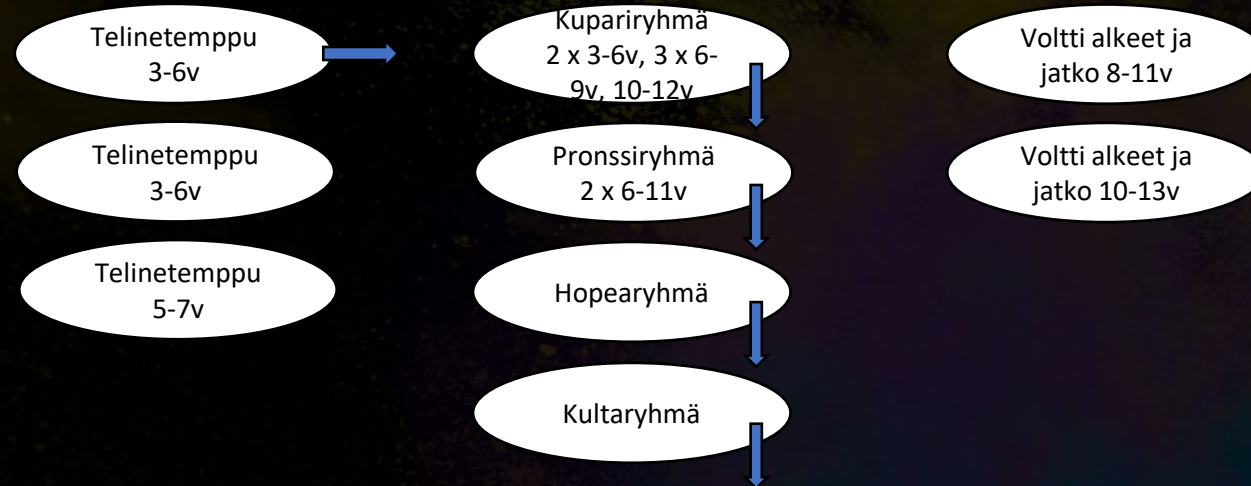 Telinetemppu
3-6v
Kupariryhmä
2 x 3-6v, 3 x 6-
9v, 10-12v
Voltti alkeet ja
jatko 8-11v
Telinetemppu
3-6v
Pronssiryhmä
2 x 6-11v
Voltti alkeet ja
jatko 10-13v
Telinetemppu
5-7v
Hopearyhmä
Kultaryhmä